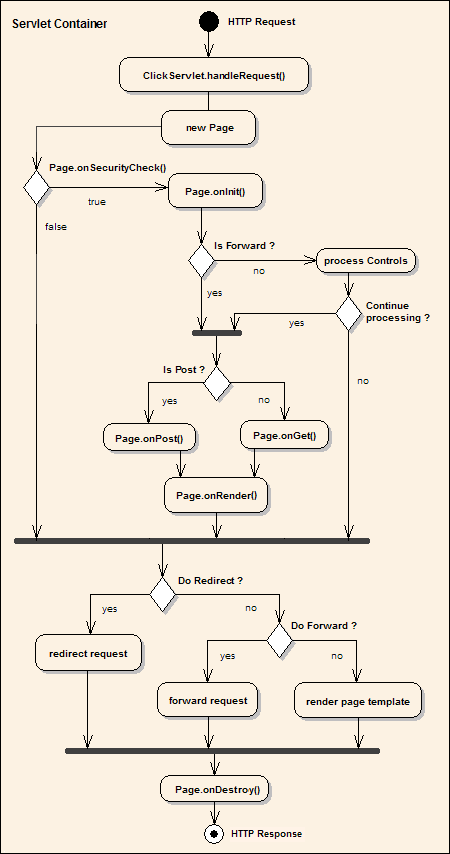 Servlet Container
HTTP Request
ClickServlet.handleRequest()
new Page
Page.onSecurityCheck()
true
Page.onInit()
false
Is Forward ?
no
process Controls
yes
Continue
processing ?
yes
no
Is Post ?
yes
no
Page.onPost()
Page.onGet()
Page.onRender()
Do Redirect ?
yes
no
Do Forward ?
redirect request
yes
no
forward request
render page template
Page.onDestroy()
HTTP Response